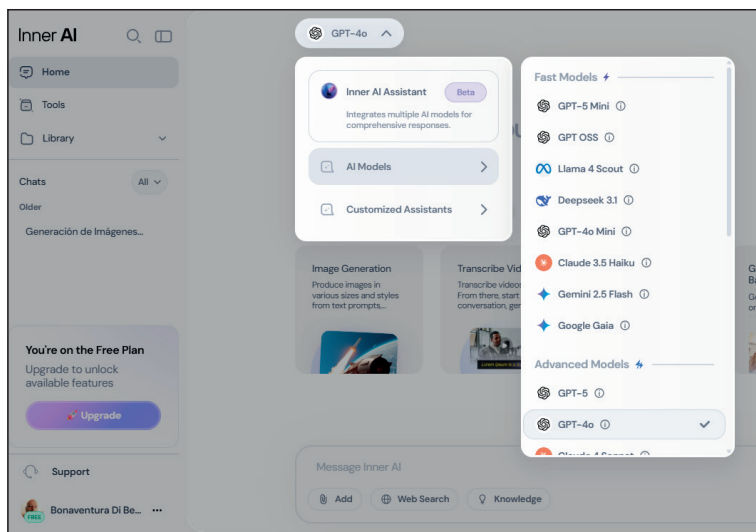 Inner AI
Home
Tools
Library
Chats
All
Older
Generación de Imágenes...
You're on the Free Plan
Upgrade to unlock
available features
🚀 Upgrade
Support
FREE
Bonaventura Di Be...
GPT-4o
Inner AI Assistant
Beta
Integrates multiple AI models for
comprehensive responses.
AI Models
Customized Assistants
Image Generation
Produce images in
various sizes and styles
from text prompts,...
Transcribe Vid
Transcribe videos
From there, start
conversation, ger
Fast Models
GPT-5 Mini
GPT OSS
Llama 4 Scout
Deepseek 3.1
GPT-4o Mini
Claude 3.5 Haiku
Gemini 2.5 Flash
Google Gaia
Advanced Models
GPT-5
GPT-4o
Message Inner AI
Add
Web Search
Knowledge